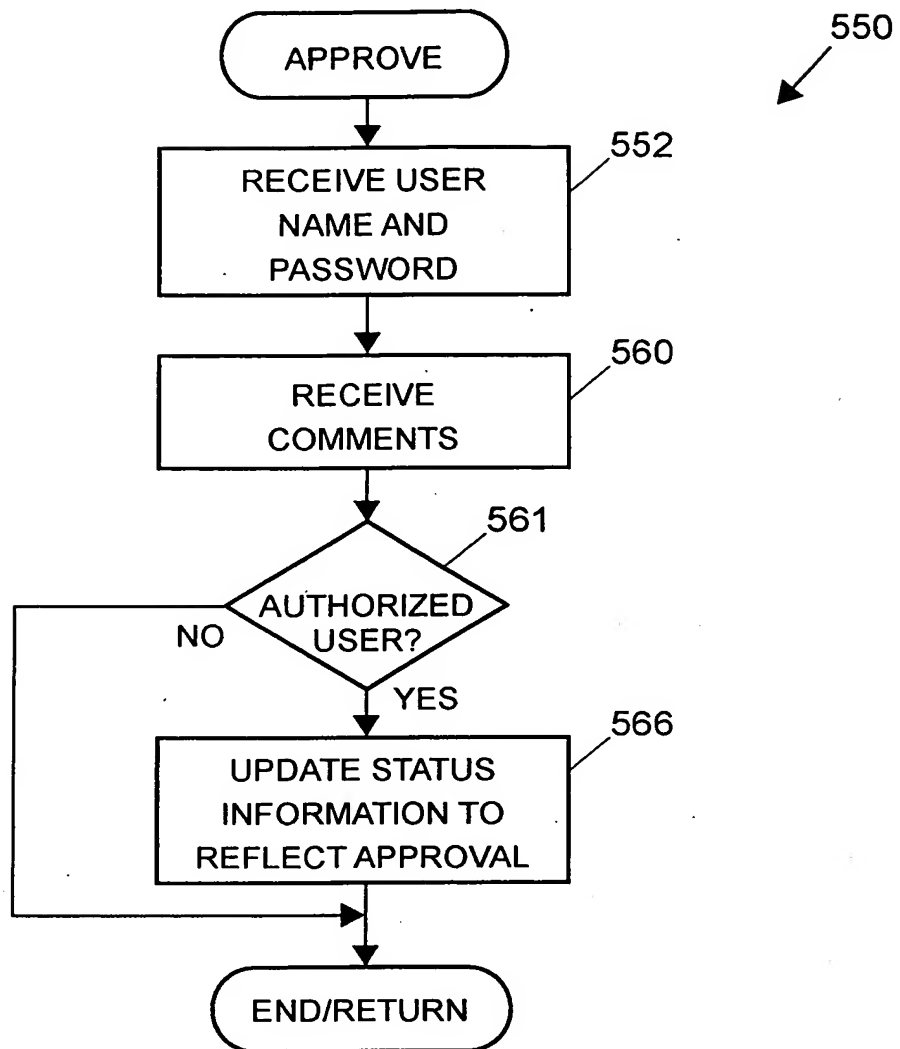 550
APPROVE
552
RECEIVE USER
NAME AND
PASSWORD
560
RECEIVE
COMMENTS
561
AUTHORIZED
USER?
NO
YES
566
UPDATE STATUS
INFORMATION TO
REFLECT APPROVAL
END/RETURN